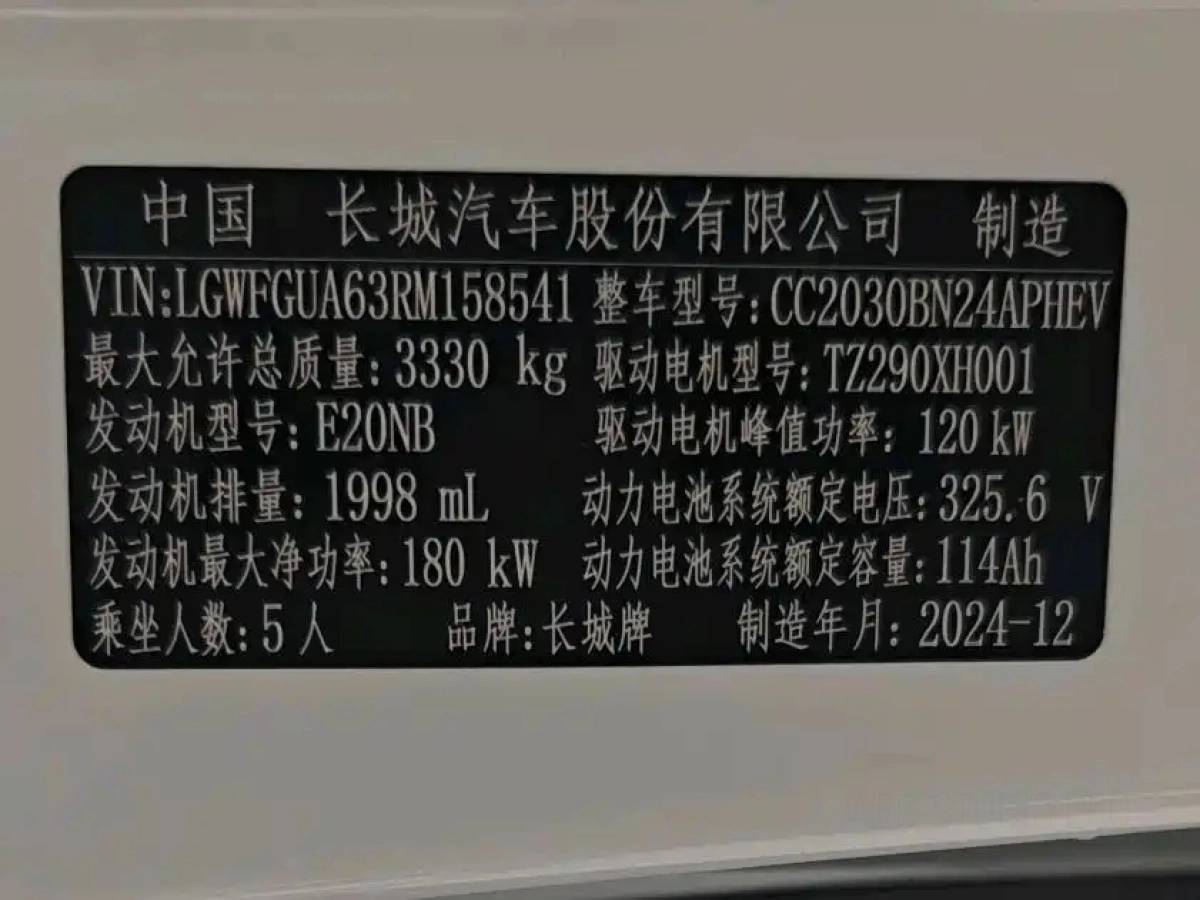 中国 长城汽车股份有限公司 制造
VIN:LGWFGUA63RM158541 整车型号:CC2030BN24APHEV
最大允许总质量:3330 kg 驱动电机型号:TZ290XH001
发动机型号:E20NB 驱动电机峰值功率:120 kW
发动机排量:1998 mL 动力电池系统额定电压:325.6 V
发动机最大净功率:180 kW 动力电池系统额定容量:114Ah
乘坐人数:5人 品牌:长城牌 制造年月:2024-12